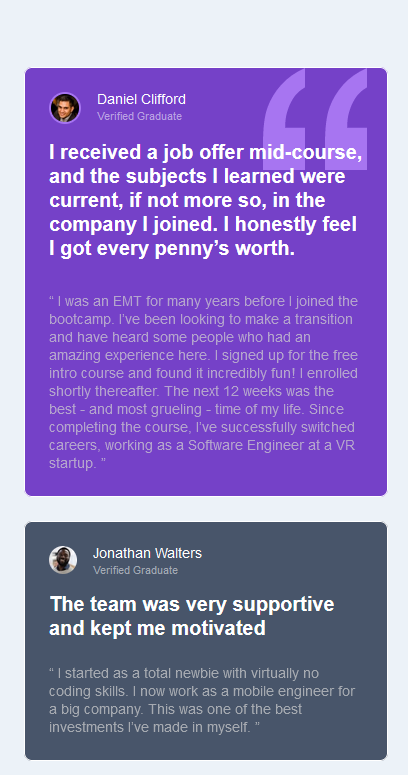 Daniel Clifford
Verified Graduate
I received a job offer mid-course,
and the subjects I learned were
current, if not more so, in the
company I joined. I honestly feel
I got every penny’s worth.
“ I was an EMT for many years before I joined the
bootcamp. I’ve been looking to make a transition
and have heard some people who had an
amazing experience here. I signed up for the free
intro course and found it incredibly fun! I enrolled
shortly thereafter. The next 12 weeks was the
best - and most grueling - time of my life. Since
completing the course, I’ve successfully switched
careers, working as a Software Engineer at a VR
startup. ”
Jonathan Walters
Verified Graduate
The team was very supportive
and kept me motivated
“ I started as a total newbie with virtually no
coding skills. I now work as a mobile engineer for
a big company. This was one of the best
investments I’ve made in myself. ”